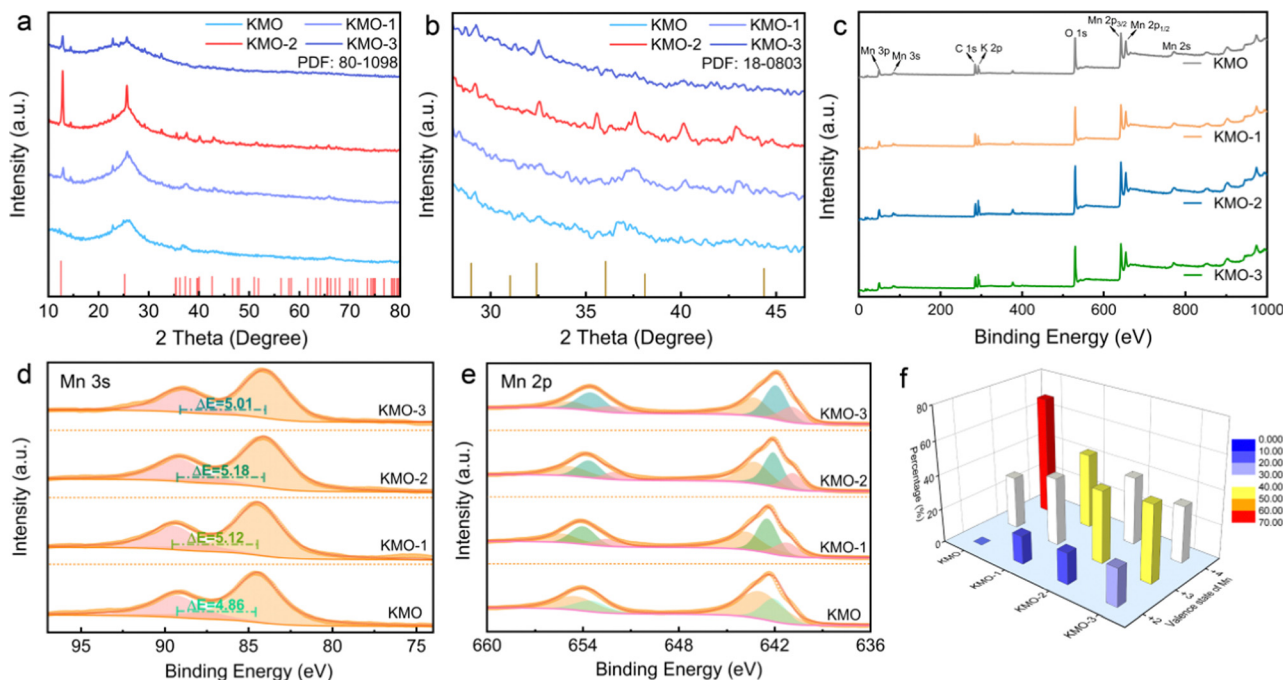 a
KMO KMO-1
KMO-2 KMO-3
PDF: 80-1098
Intensity (a.u.)
10 20 30 40 50 60 70 80
2 Theta (Degree)
b
KMO KMO-1
KMO-2 KMO-3
PDF: 18-0803
Intensity (a.u.)
30 35 40 45
2 Theta (Degree)
c
Mn 3p
Mn 3s
C 1s K 2p
O 1s
Mn 2p3/2 Mn 2p1/2
Mn 2s
KMO
KMO-1
KMO-2
KMO-3
Intensity (a.u.)
0 200 400 600 800 1000
Binding Energy (eV)
d
Mn 3s
ΔE=5.01
KMO-3
ΔE=5.18
KMO-2
ΔE=5.12
KMO-1
ΔE=4.86
KMO
Intensity (a.u.)
95 90 85 80 75
Binding Energy (eV)
e
Mn 2p
KMO-3
KMO-2
KMO-1
KMO
Intensity (a.u.)
660 654 648 642 636
Binding Energy (eV)
f
80
60
40
20
0
Percentage (%)
KMO
KMO-1
KMO-2
KMO-3
2
3
4
Valence state of Mn
0.000
10.00
20.00
30.00
40.00
50.00
60.00
70.00